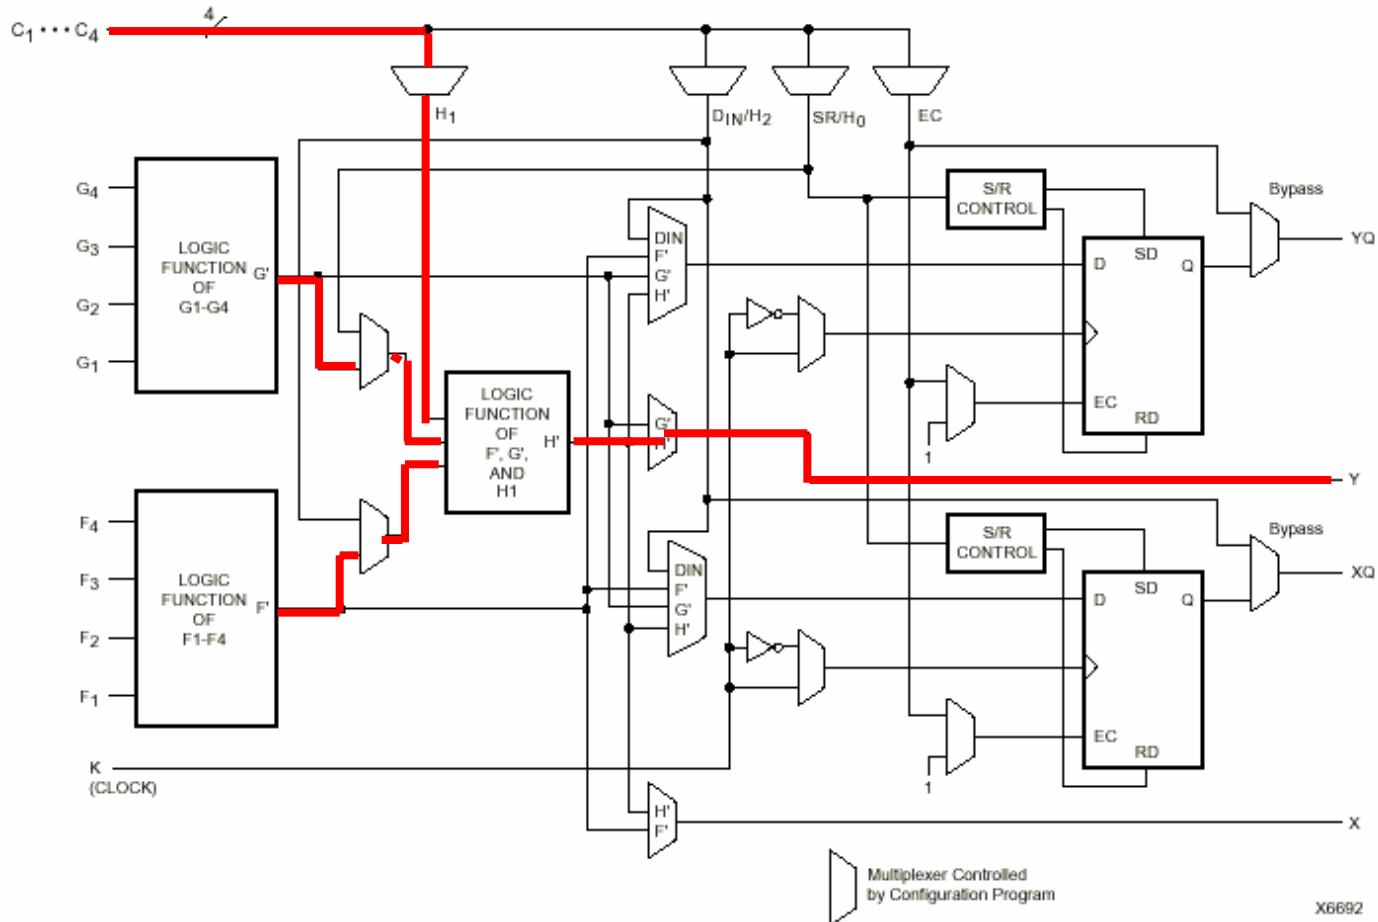 4
C1 • • • C4
H1
DIN/H2
SR/H0
EC
G4
G3
G2
G1
LOGIC
FUNCTION
OF
G1-G4
G'
DIN
F'
G'
H'
S/R
CONTROL
Bypass
D
SD
Q
YQ
EC
RD
1
LOGIC
FUNCTION
OF
F', G',
AND
H1
H'
G'
H'
Y
F4
F3
F2
F1
LOGIC
FUNCTION
OF
F1-F4
F'
DIN
F'
G'
H'
S/R
CONTROL
Bypass
D
SD
Q
XQ
EC
RD
1
K
(CLOCK)
H'
F'
X
Multiplexer Controlled
by Configuration Program
X6692